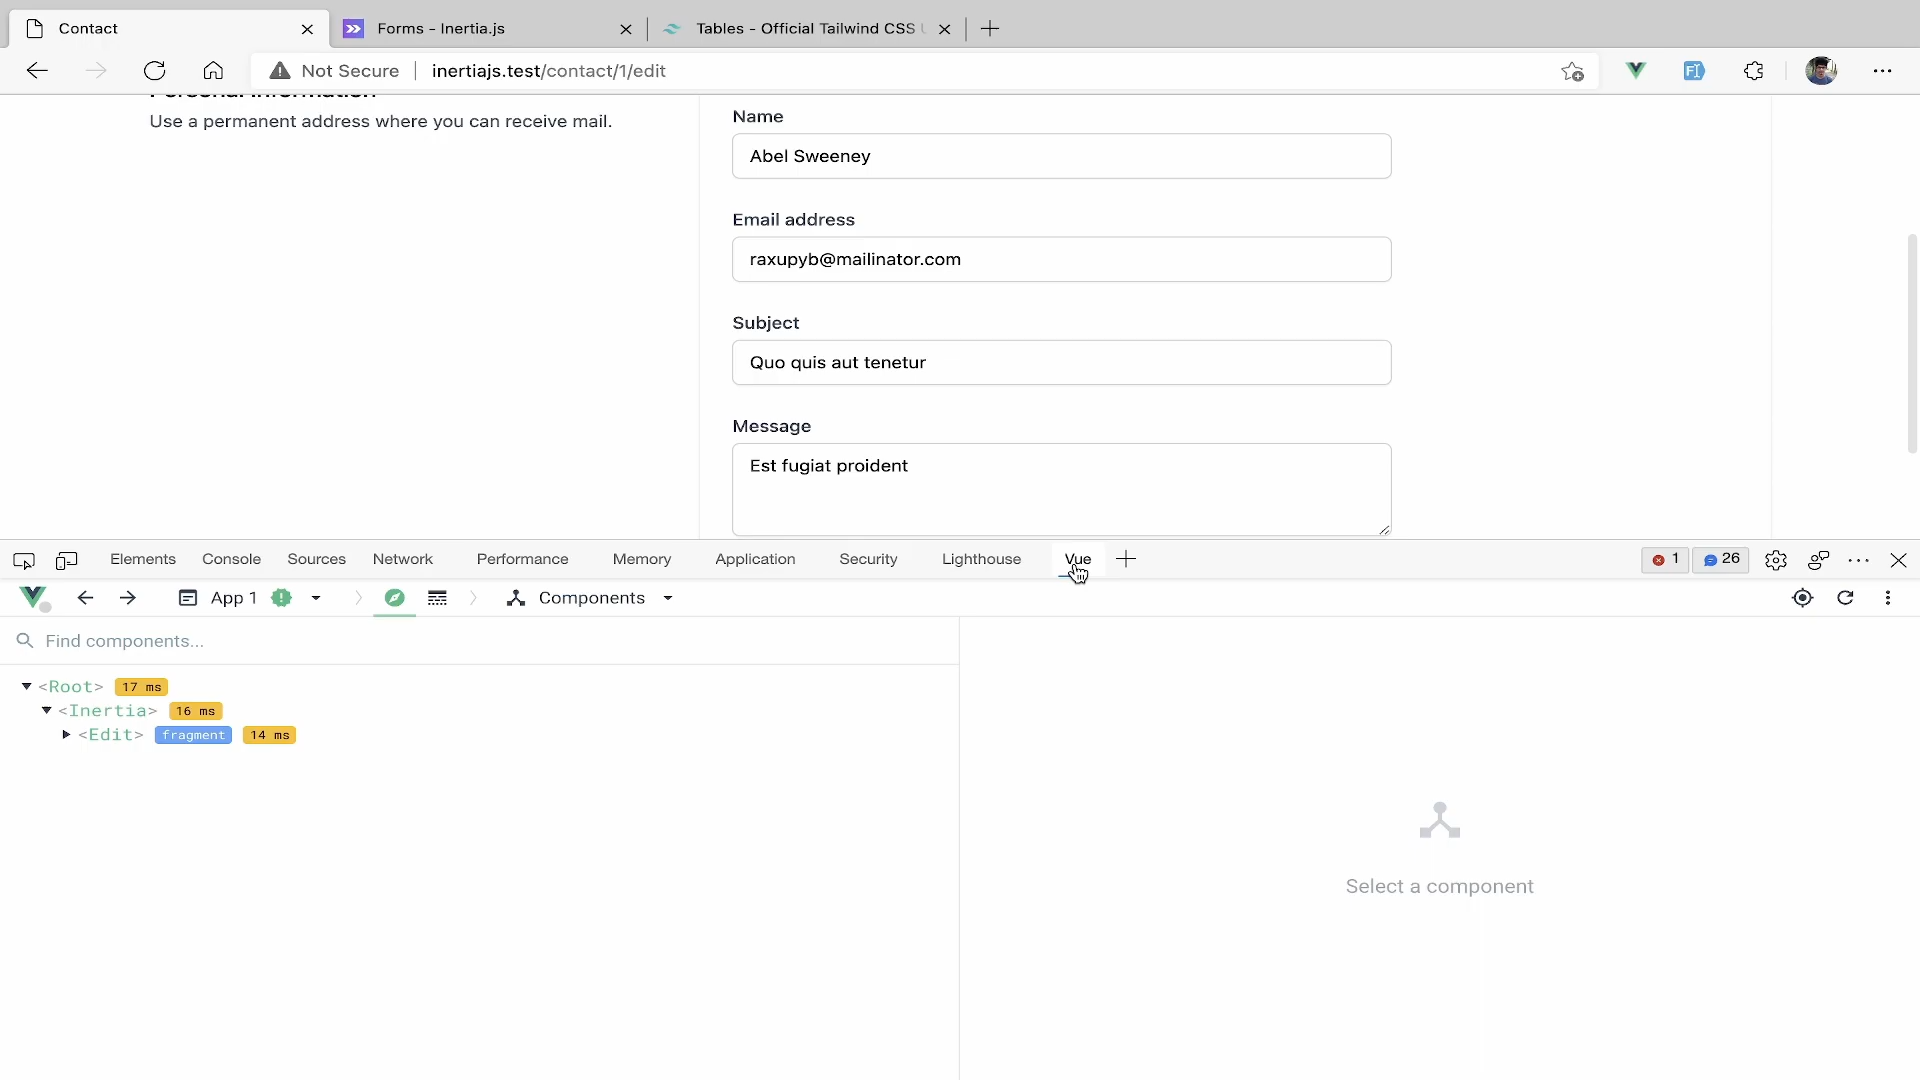 Contact
Forms - Inertia.js
Tables - Official Tailwind CSS
Not Secure
inertiajs.test/contact/1/edit
Personal Information
Use a permanent address where you can receive mail.
Name
Abel Sweeney
Email address
raxupyb@mailinator.com
Subject
Quo quis aut tenetur
Message
Est fugiat proident
Elements Console Sources Network Performance Memory Application Security Lighthouse Vue 1 26
App 1 Components
Find components...
<Root> 17 ms
<Inertia> 16 ms
<Edit> fragment 14 ms
Select a component